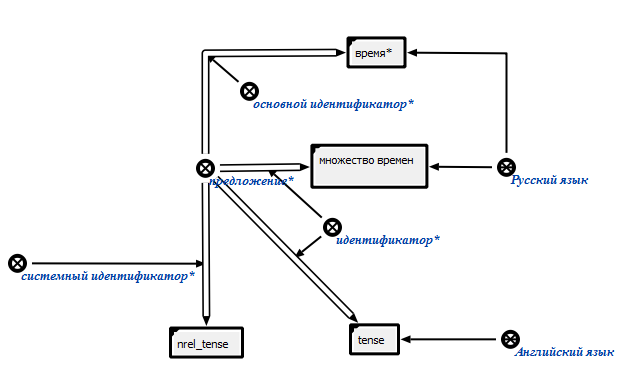 время*
основной идентификатор*
множество времен
предложение*
Русский язык
идентификатор*
системный идентификатор*
nrel_tense
tense
Английский язык